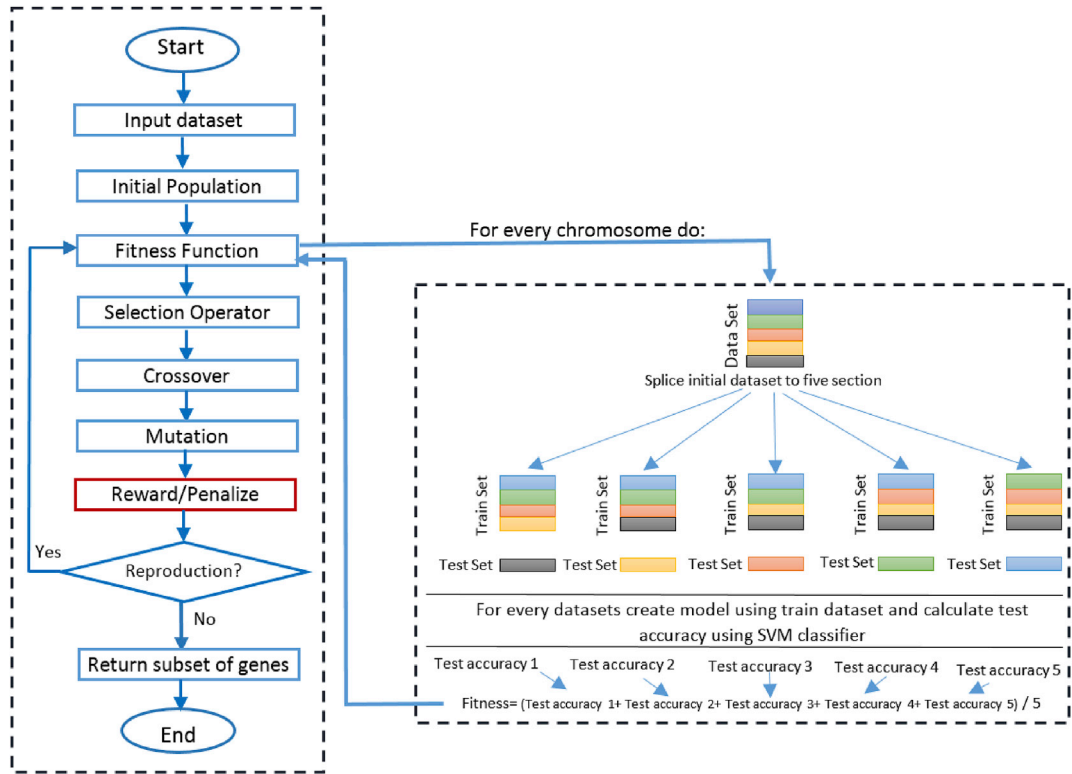 Start
Input dataset
Initial Population
Fitness Function
Selection Operator
Crossover
Mutation
Reward/Penalize
Yes
Reproduction?
No
Return subset of genes
End
For every chromosome do:
Data Set
Splice initial dataset to five section
Train Set
Train Set
Train Set
Train Set
Train Set
Test Set
Test Set
Test Set
Test Set
Test Set
For every datasets create model using train dataset and calculate test
accuracy using SVM classifier
Test accuracy 1
Test accuracy 2
Test accuracy 3
Test accuracy 4
Test accuracy 5
Fitness= (Test accuracy 1+ Test accuracy 2+ Test accuracy 3+ Test accuracy 4+ Test accuracy 5) / 5